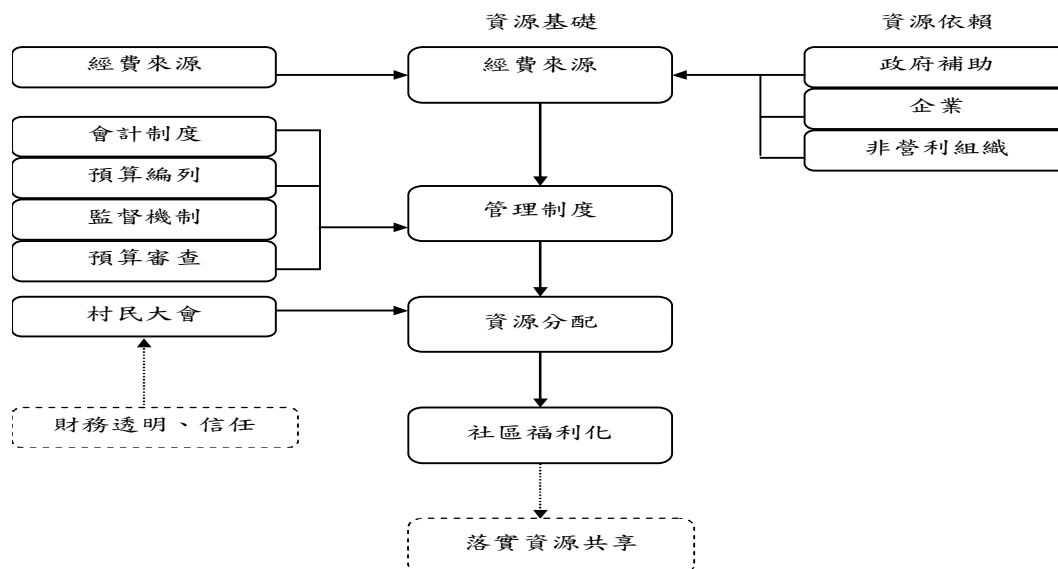 資源基礎
資源依賴
經費來源
經費來源
政府補助
企業
非營利組織
會計制度
預算編列
監督機制
預算審查
管理制度
村民大會
資源分配
財務透明、信任
社區福利化
落實資源共享